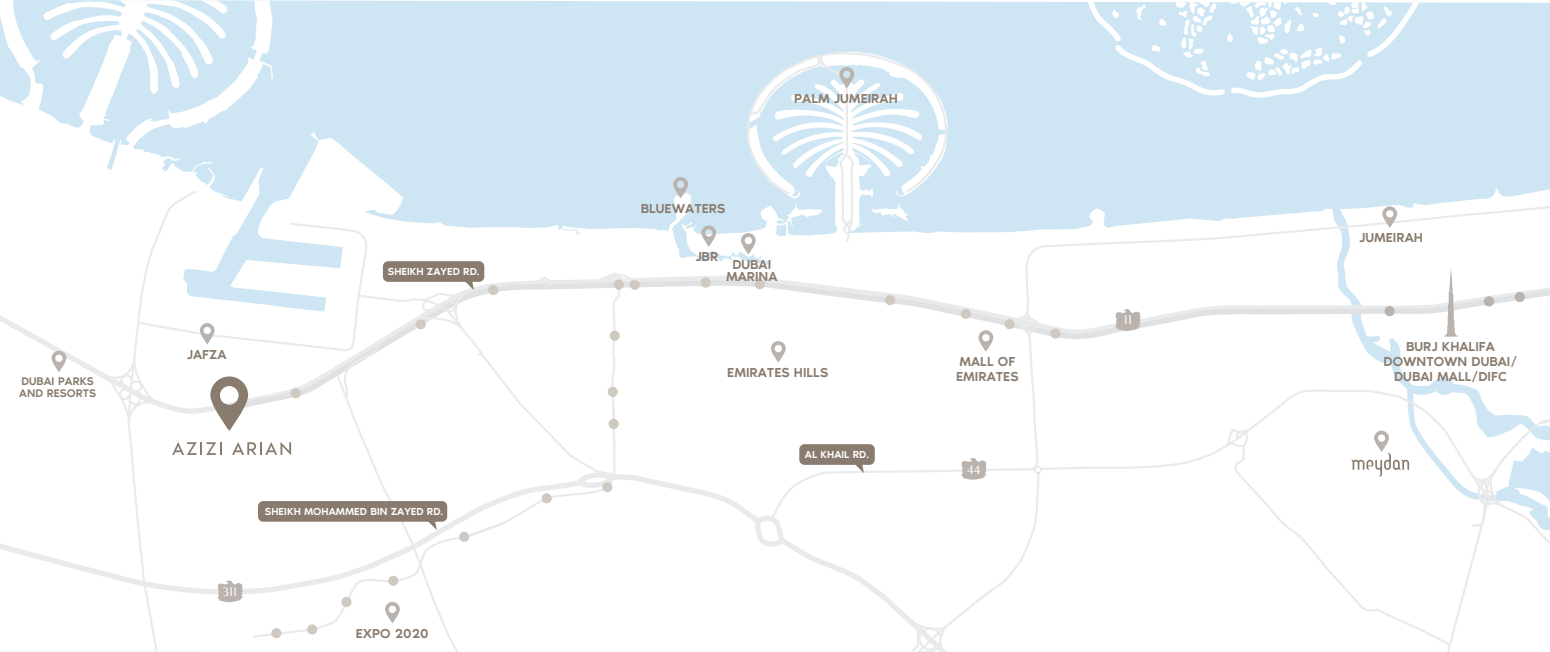 PALM JUMEIRAH
BLUEWATERS
JBR
DUBAI
MARINA
JUMEIRAH
SHEIKH ZAYED RD.
11
JAFZA
DUBAI PARKS
AND RESORTS
EMIRATES HILLS
MALL OF
EMIRATES
BURJ KHALIFA
DOWNTOWN DUBAI/
DUBAI MALL/DIFC
AZIZI ARIAN
AL KHAIL RD.
44
meydan
SHEIKH MOHAMMED BIN ZAYED RD.
311
EXPO 2020